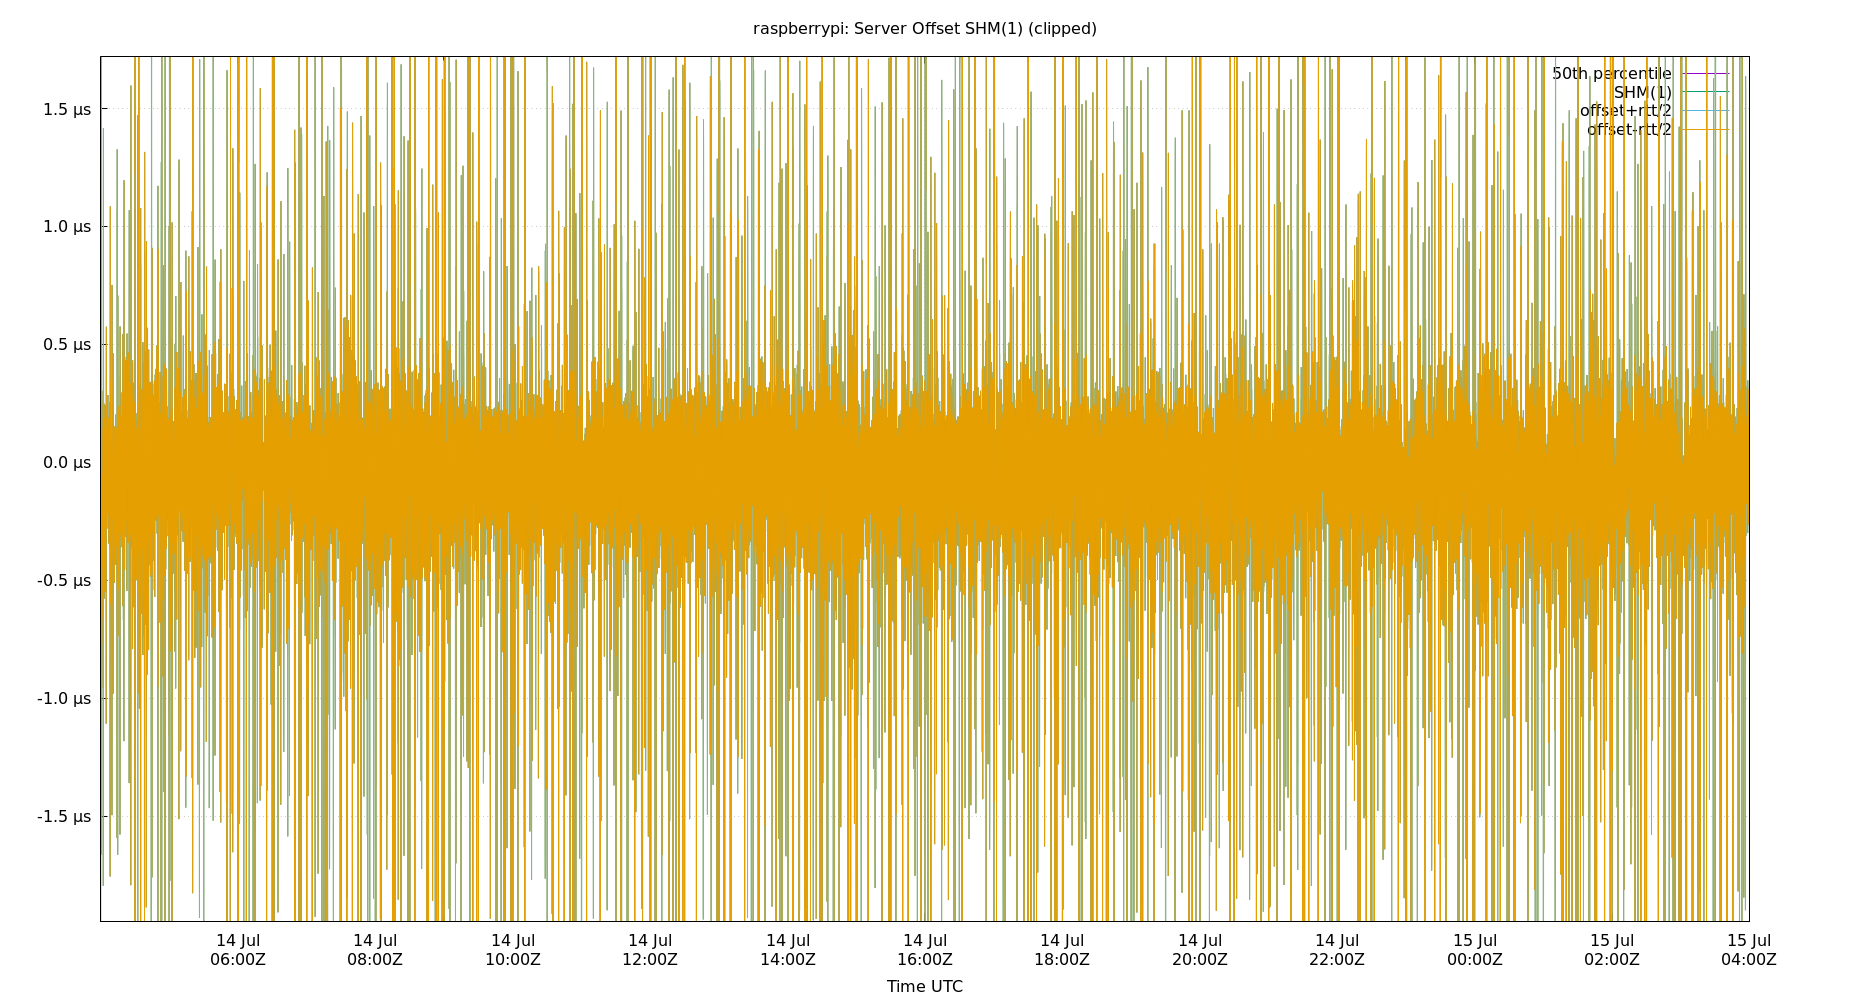 raspberrypi: Server Offset SHM(1) (clipped)
50th percentile
SHM(1)
offset+rtt/2
offset-rtt/2
1.5 µs
1.0 µs
0.5 µs
0.0 µs
-0.5 µs
-1.0 µs
-1.5 µs
14 Jul 14 Jul 14 Jul 14 Jul 14 Jul 14 Jul 14 Jul 14 Jul 14 Jul 15 Jul 15 Jul 15 Jul
06:00Z 08:00Z 10:00Z 12:00Z 14:00Z 16:00Z 18:00Z 20:00Z 22:00Z 00:00Z 02:00Z 04:00Z
Time UTC